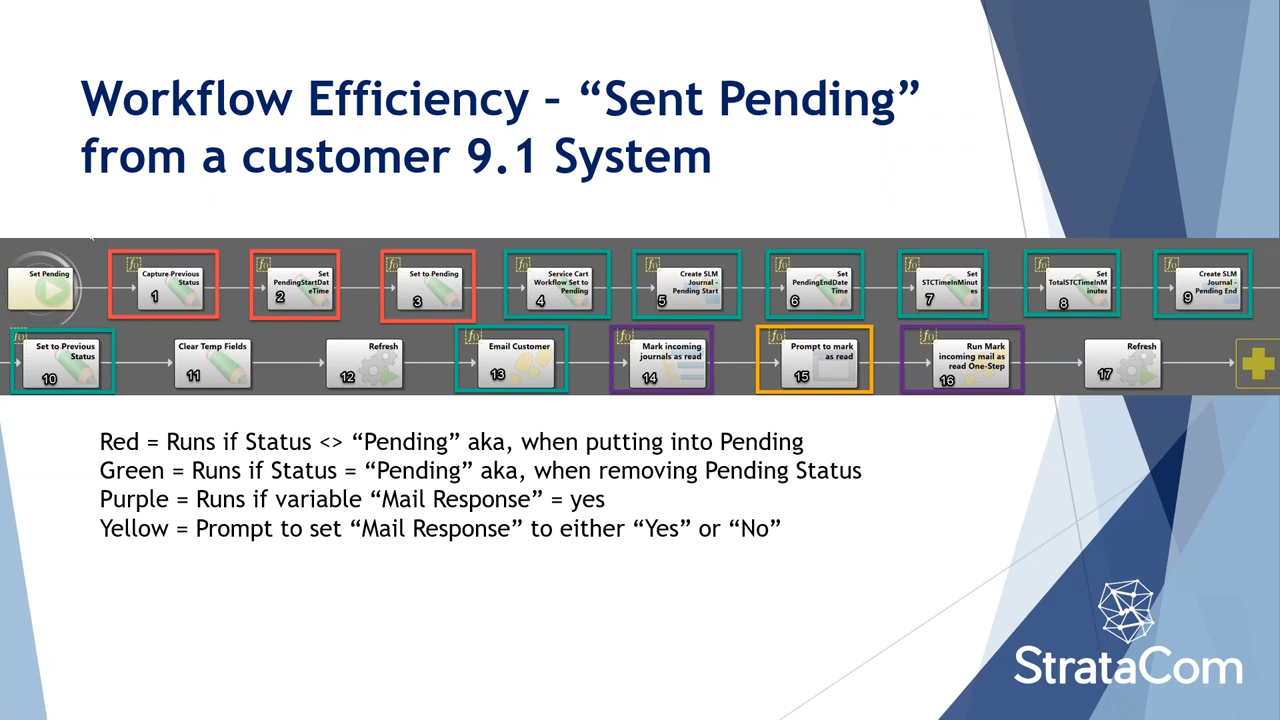 Workflow Efficiency – “Sent Pending”
from a customer 9.1 System
Set Pending
Capture Previous
Status
1
Set
PendingStartDat
eTime
2
Set to Pending
3
Service Cart
Workflow Set to
Pending
4
Create SLM
Journal -
Pending Start
5
Set
PendingEndDate
Time
6
Set
STCTimeInMinut
es
7
Set
TotalSTCTimeInM
inutes
8
Create SLM
Journal -
Pending End
9
Set to Previous
Status
10
Clear Temp Fields
11
Refresh
12
Email Customer
13
Mark incoming
journals as read
14
Prompt to mark
as read
15
Run Mark
incoming mail as
read One-Step
16
Refresh
17
Red = Runs if Status <> “Pending” aka, when putting into Pending
Green = Runs if Status = “Pending” aka, when removing Pending Status
Purple = Runs if variable “Mail Response” = yes
Yellow = Prompt to set “Mail Response” to either “Yes” or “No”
StrataCom